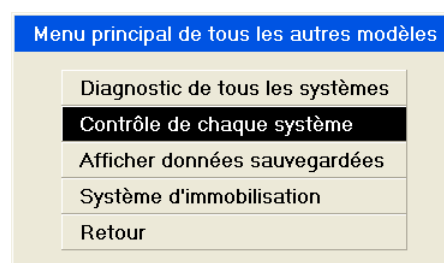 Menu principal de tous les autres modèles
Diagnostic de tous les systèmes
Contrôle de chaque système
Afficher données sauvegardées
Système d'immobilisation
Retour